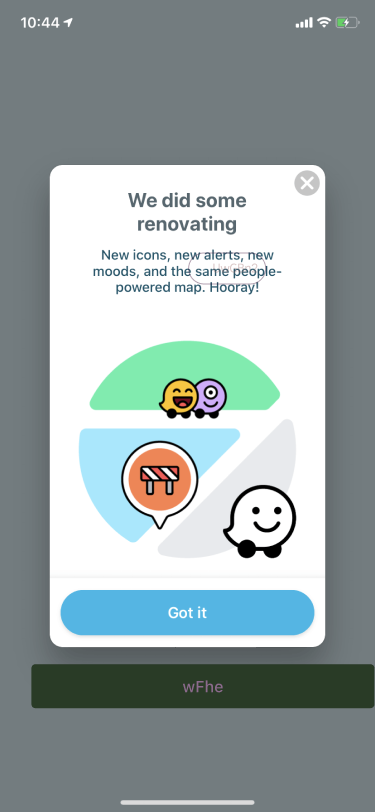 10:44
We did some
renovating
New icons, new alerts, new
moods, and the same people-
powered map. Hooray!
Got it
wFhe